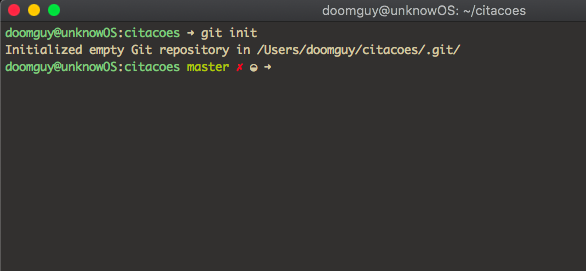 doomguy@unknowOS: ~/citacoes
doomguy@unknowOS:citacoes ➜ git init
Initialized empty Git repository in /Users/doomguy/citacoes/.git/
doomguy@unknowOS:citacoes master ✗ ◒ ➜